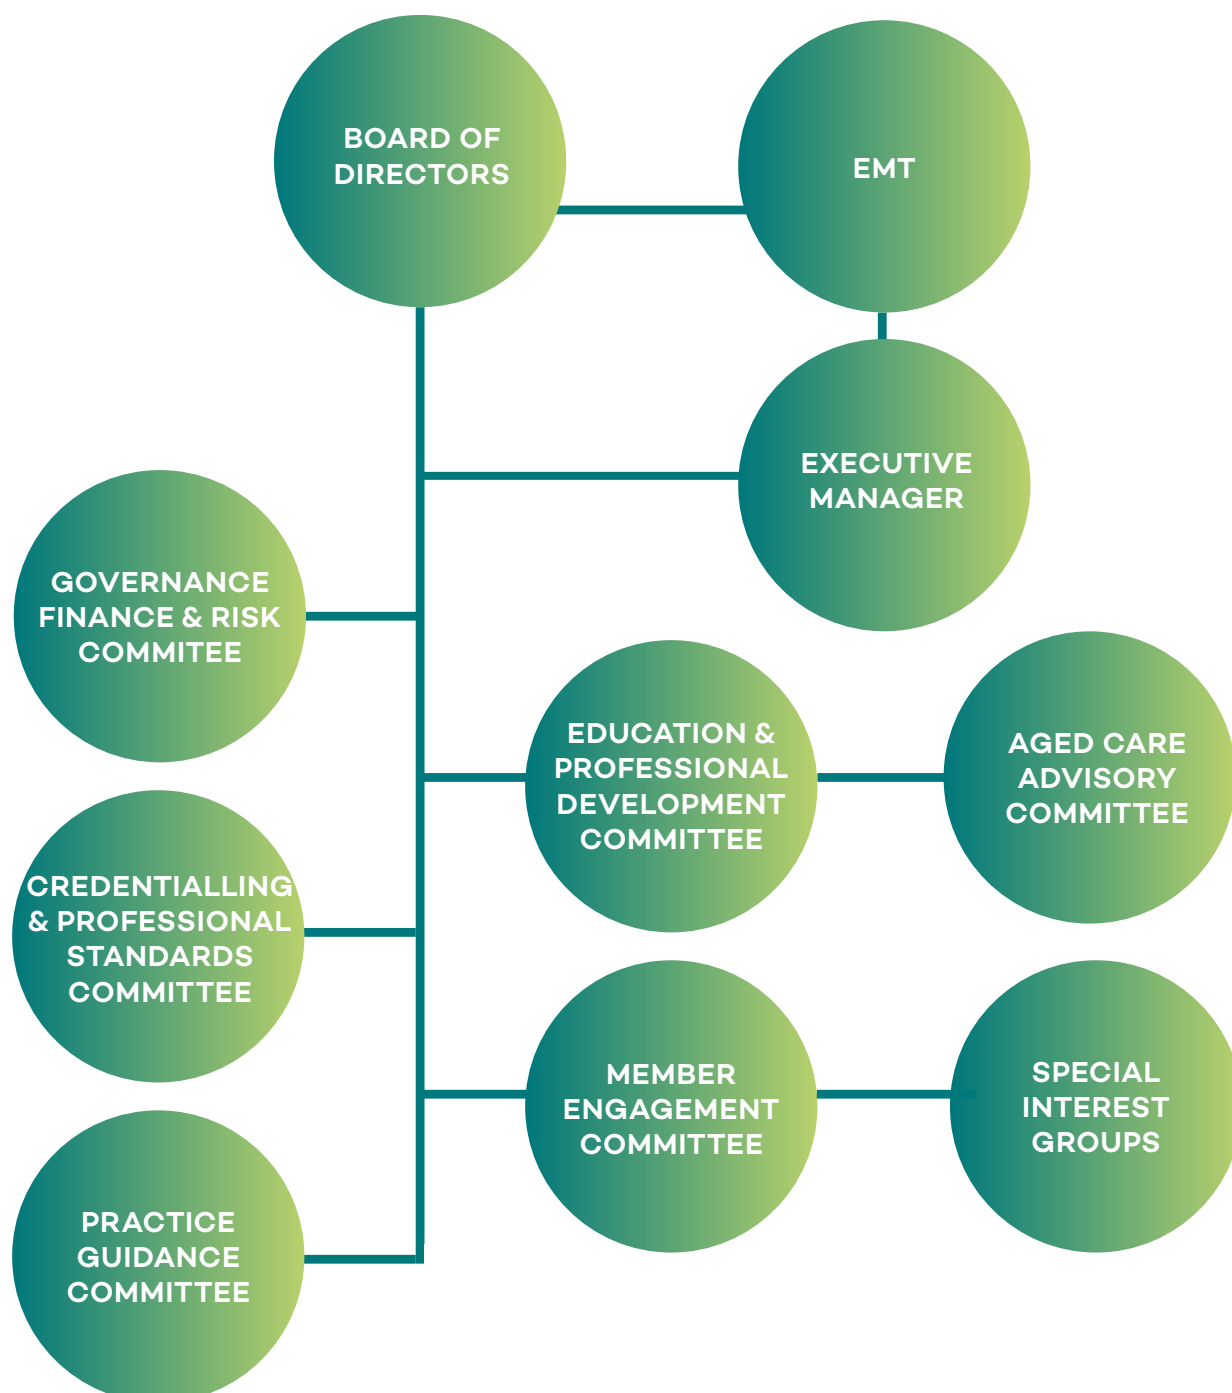 BOARD OF
DIRECTORS
EMT
EXECUTIVE
MANAGER
GOVERNANCE
FINANCE & RISK
COMMITEE
EDUCATION &
PROFESSIONAL
DEVELOPMENT
COMMITTEE
AGED CARE
ADVISORY
COMMITTEE
CREDENTIALLING
& PROFESSIONAL
STANDARDS
COMMITTEE
MEMBER
ENGAGEMENT
COMMITTEE
SPECIAL
INTEREST
GROUPS
PRACTICE
GUIDANCE
COMMITTEE